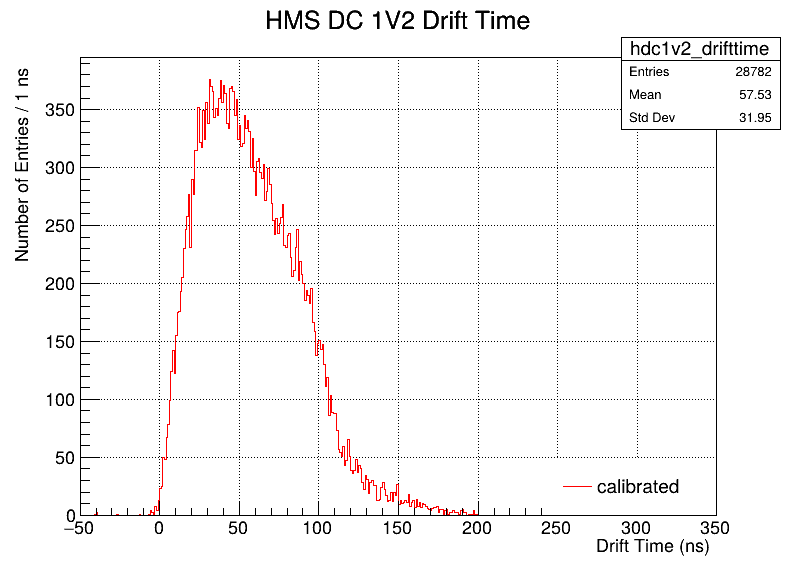 HMS DC 1V2 Drift Time
hdc1v2_drifttime
Entries 28782
Mean 57.53
Std Dev 31.95
Number of Entries / 1 ns
350
300
250
200
150
100
50
0
calibrated
−50 0 50 100 150 200 250 300 350
Drift Time (ns)